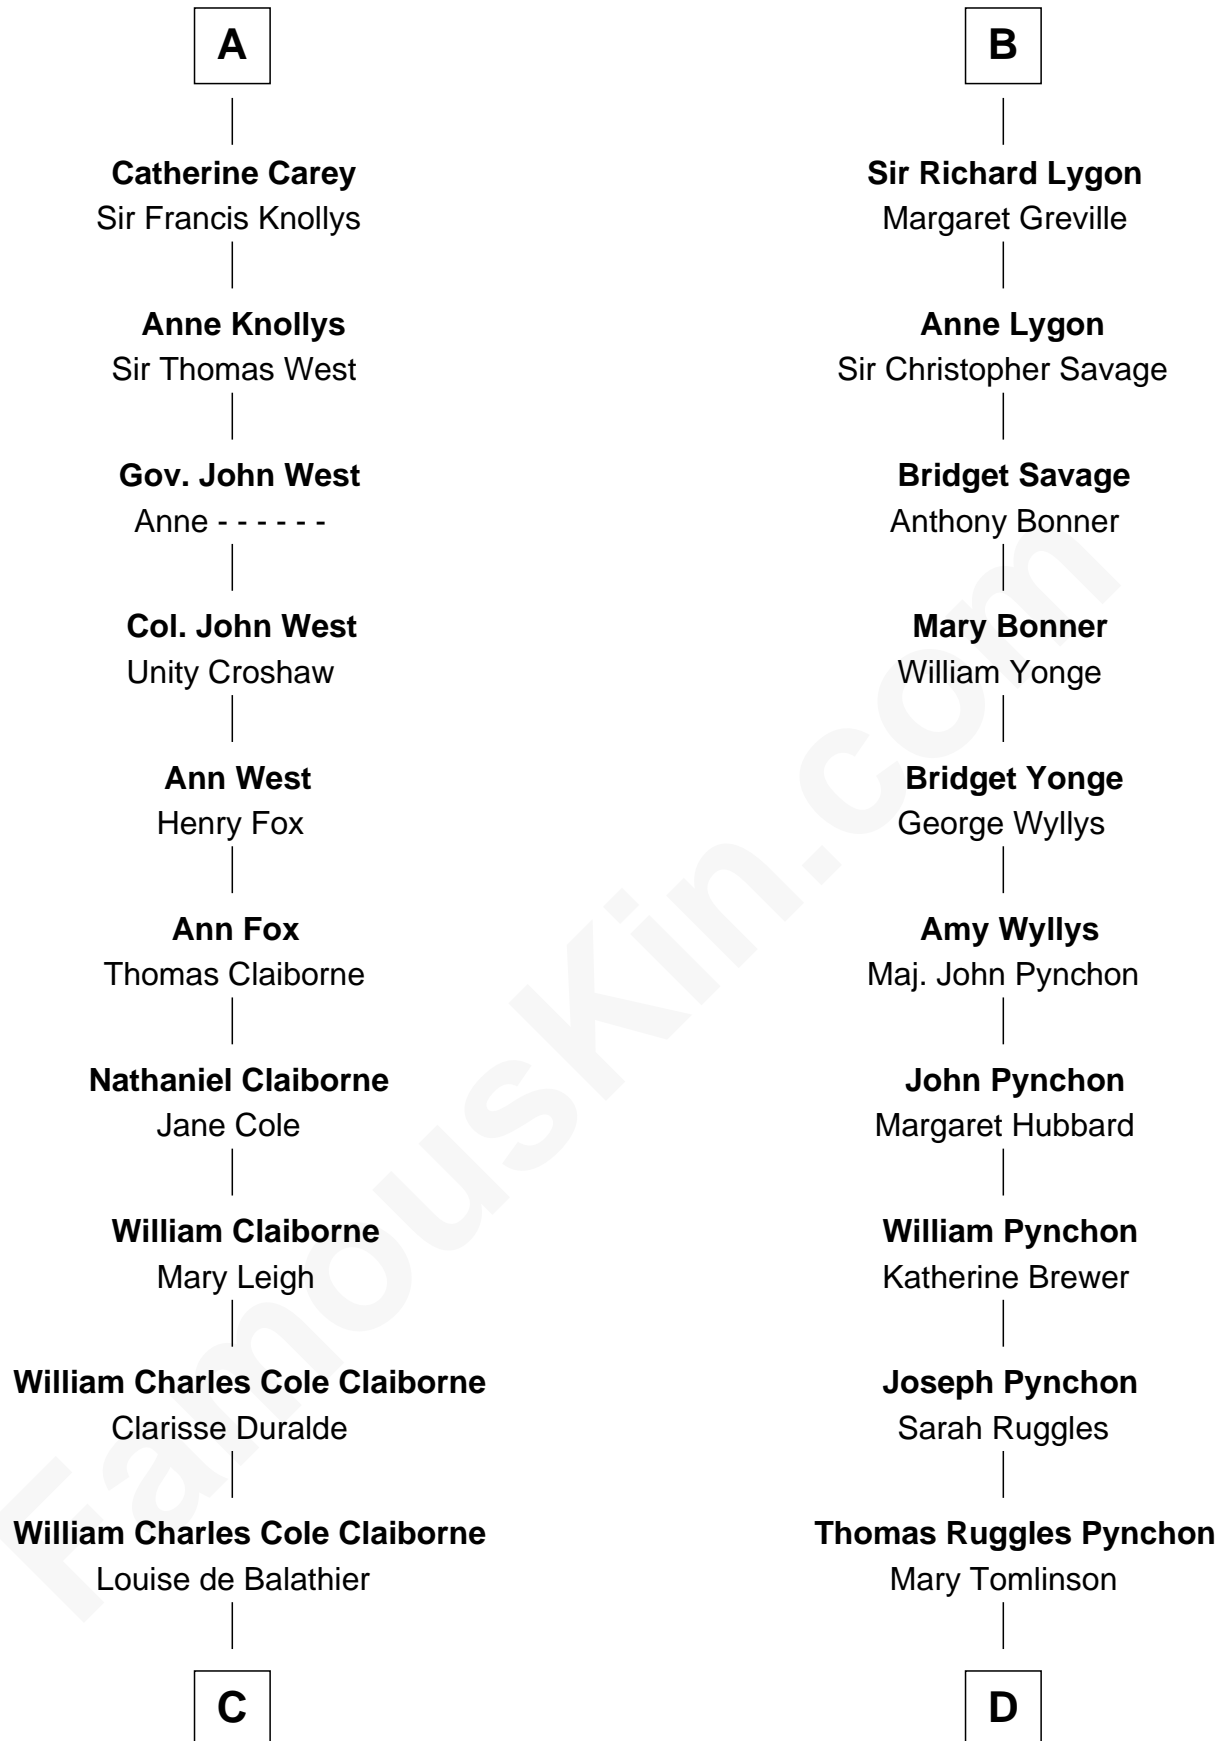 A
Catherine Carey
Sir Francis Knollys
Anne Knollys
Sir Thomas West
Gov. John West
Anne - - - - - -
Col. John West
Unity Croshaw
Ann West
Henry Fox
Ann Fox
Thomas Claiborne
Nathaniel Claiborne
Jane Cole
William Claiborne
Mary Leigh
William Charles Cole Claiborne
Clarisse Duralde
William Charles Cole Claiborne
Louise de Balathier
C
B
Sir Richard Lygon
Margaret Greville
Anne Lygon
Sir Christopher Savage
Bridget Savage
Anthony Bonner
Mary Bonner
William Yonge
Bridget Yonge
George Wyllys
Amy Wyllys
Maj. John Pynchon
John Pynchon
Margaret Hubbard
William Pynchon
Katherine Brewer
Joseph Pynchon
Sarah Ruggles
Thomas Ruggles Pynchon
Mary Tomlinson
D
FamousKin.com